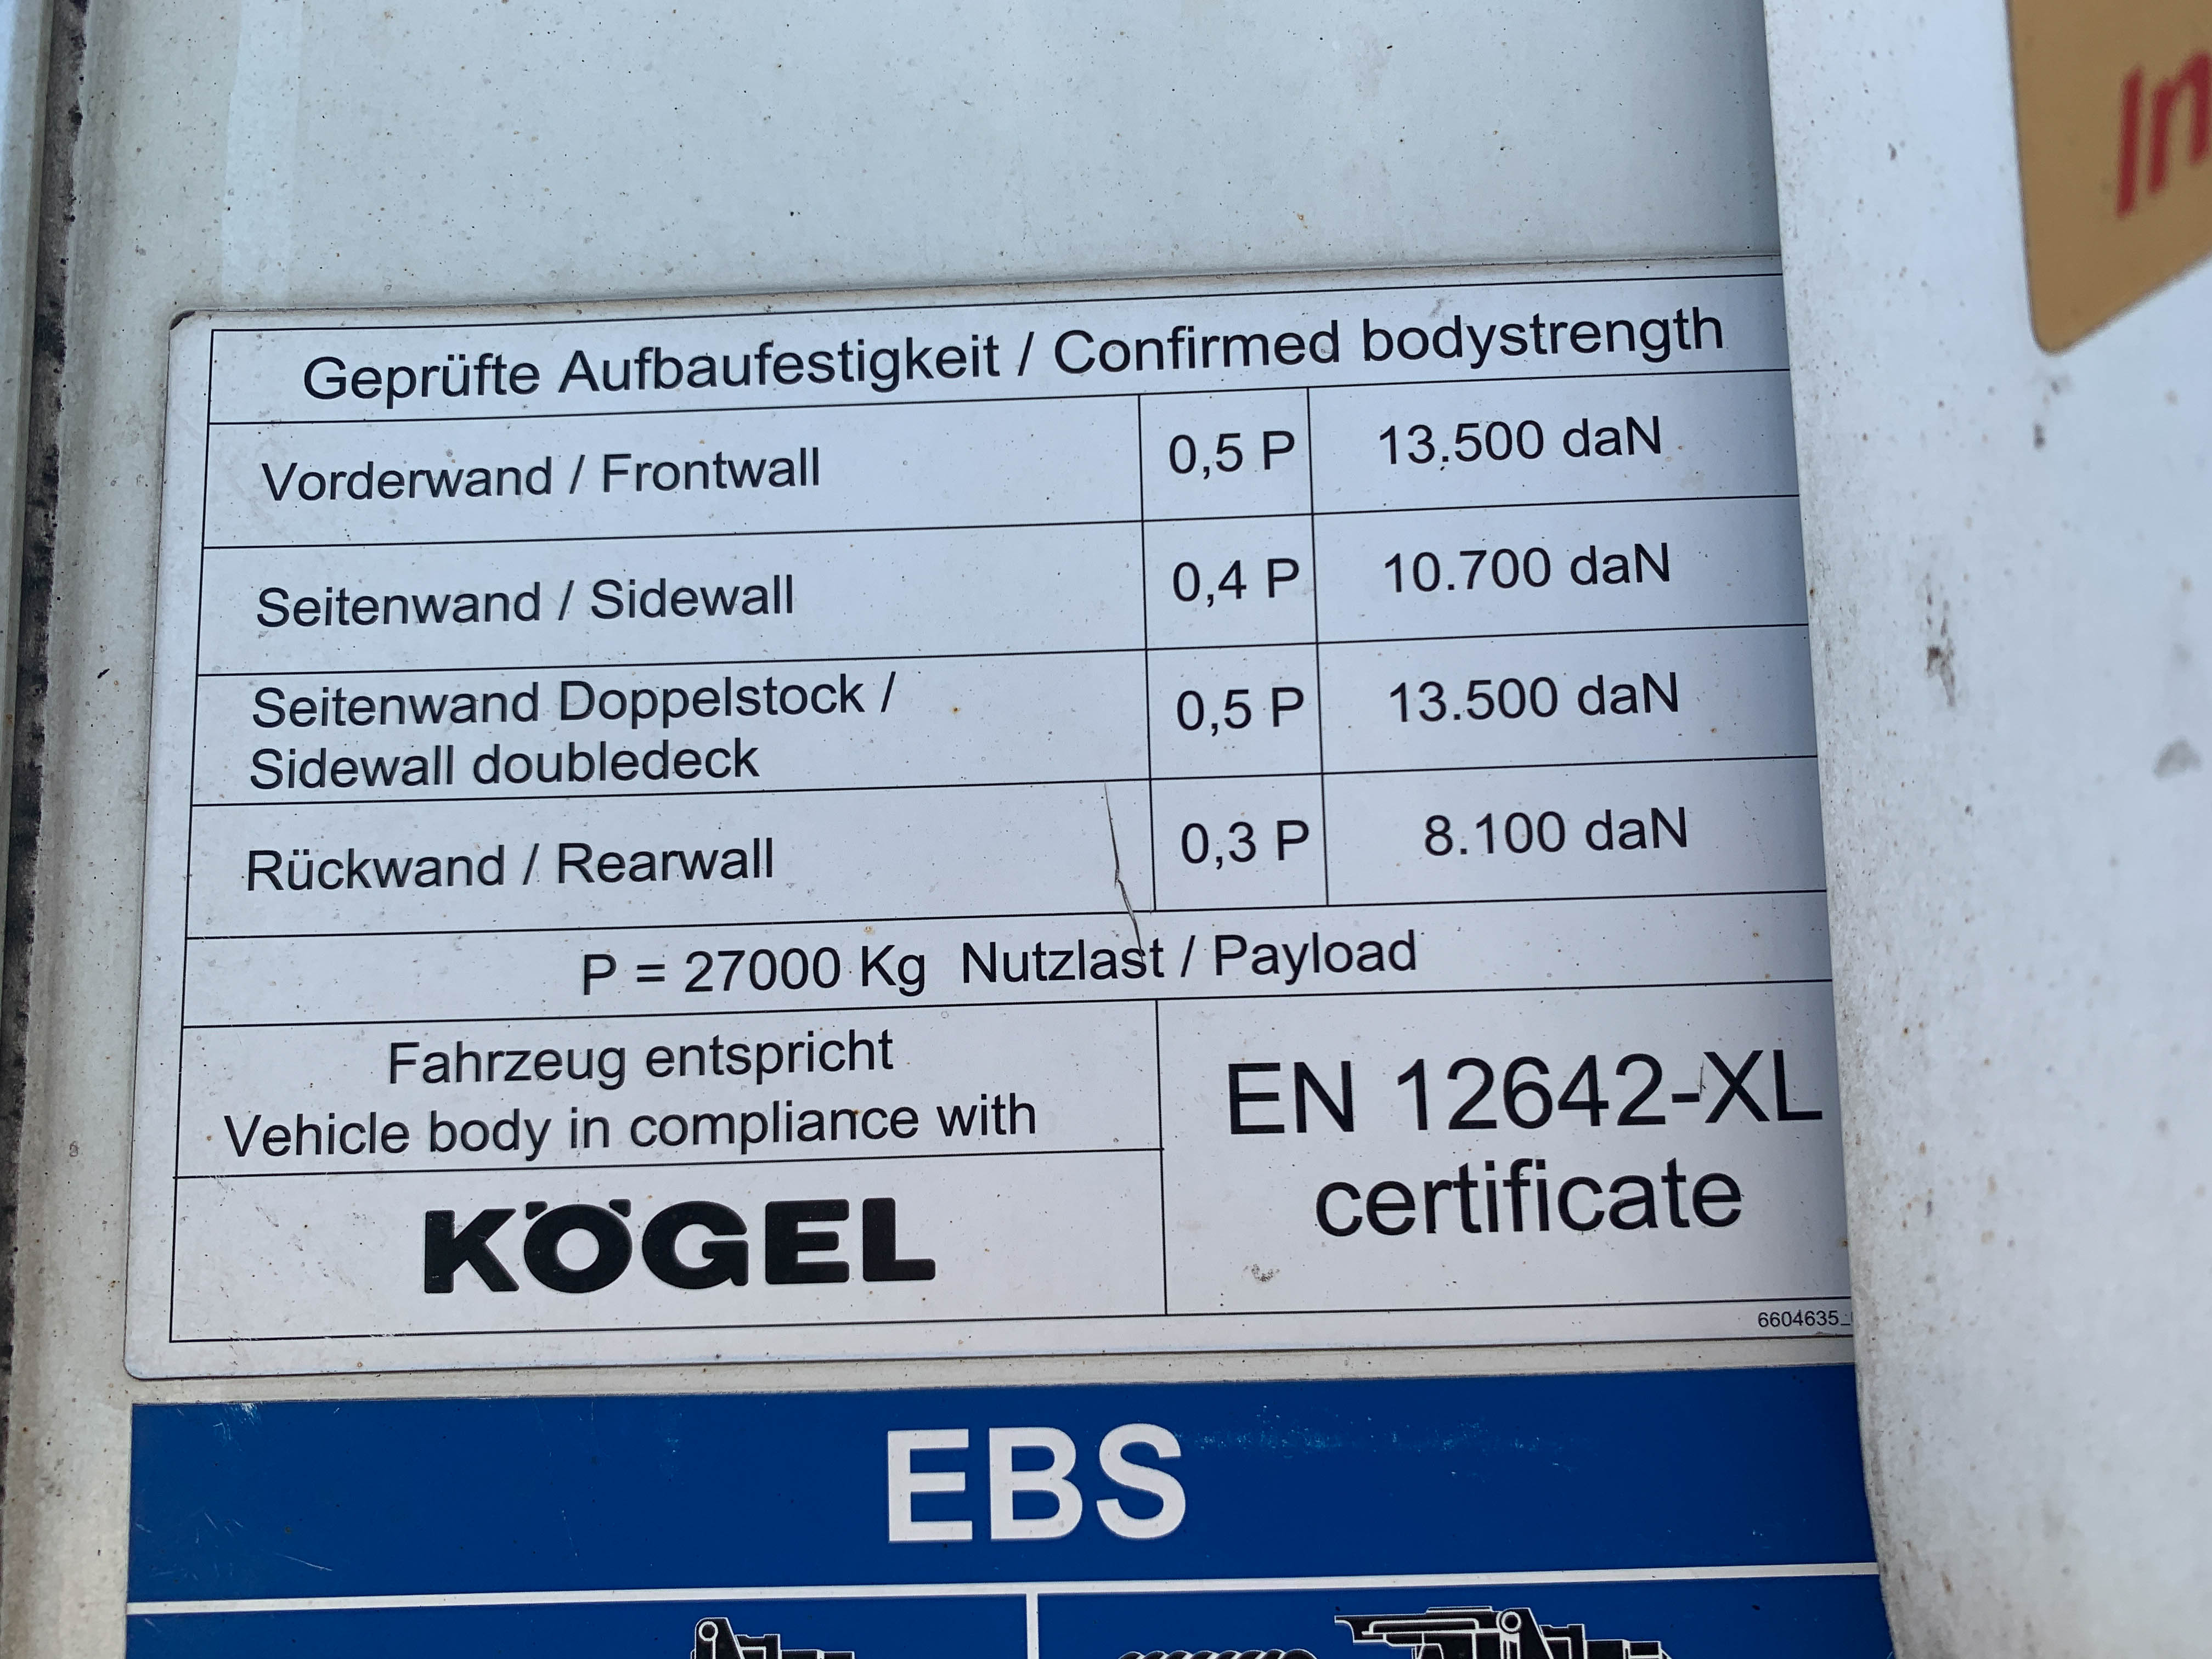 In
Geprüfte Aufbaufestigkeit / Confirmed bodystrength
Vorderwand / Frontwall 0,5 P 13.500 daN
Seitenwand / Sidewall 0,4 P 10.700 daN
Seitenwand Doppelstock /
Sidewall doubledeck 0,5 P 13.500 daN
Rückwand / Rearwall 0,3 P 8.100 daN
P = 27000 Kg Nutzlast / Payload
Fahrzeug entspricht
Vehicle body in compliance with
EN 12642-XL
certificate
KÖGEL
6604635_
EBS